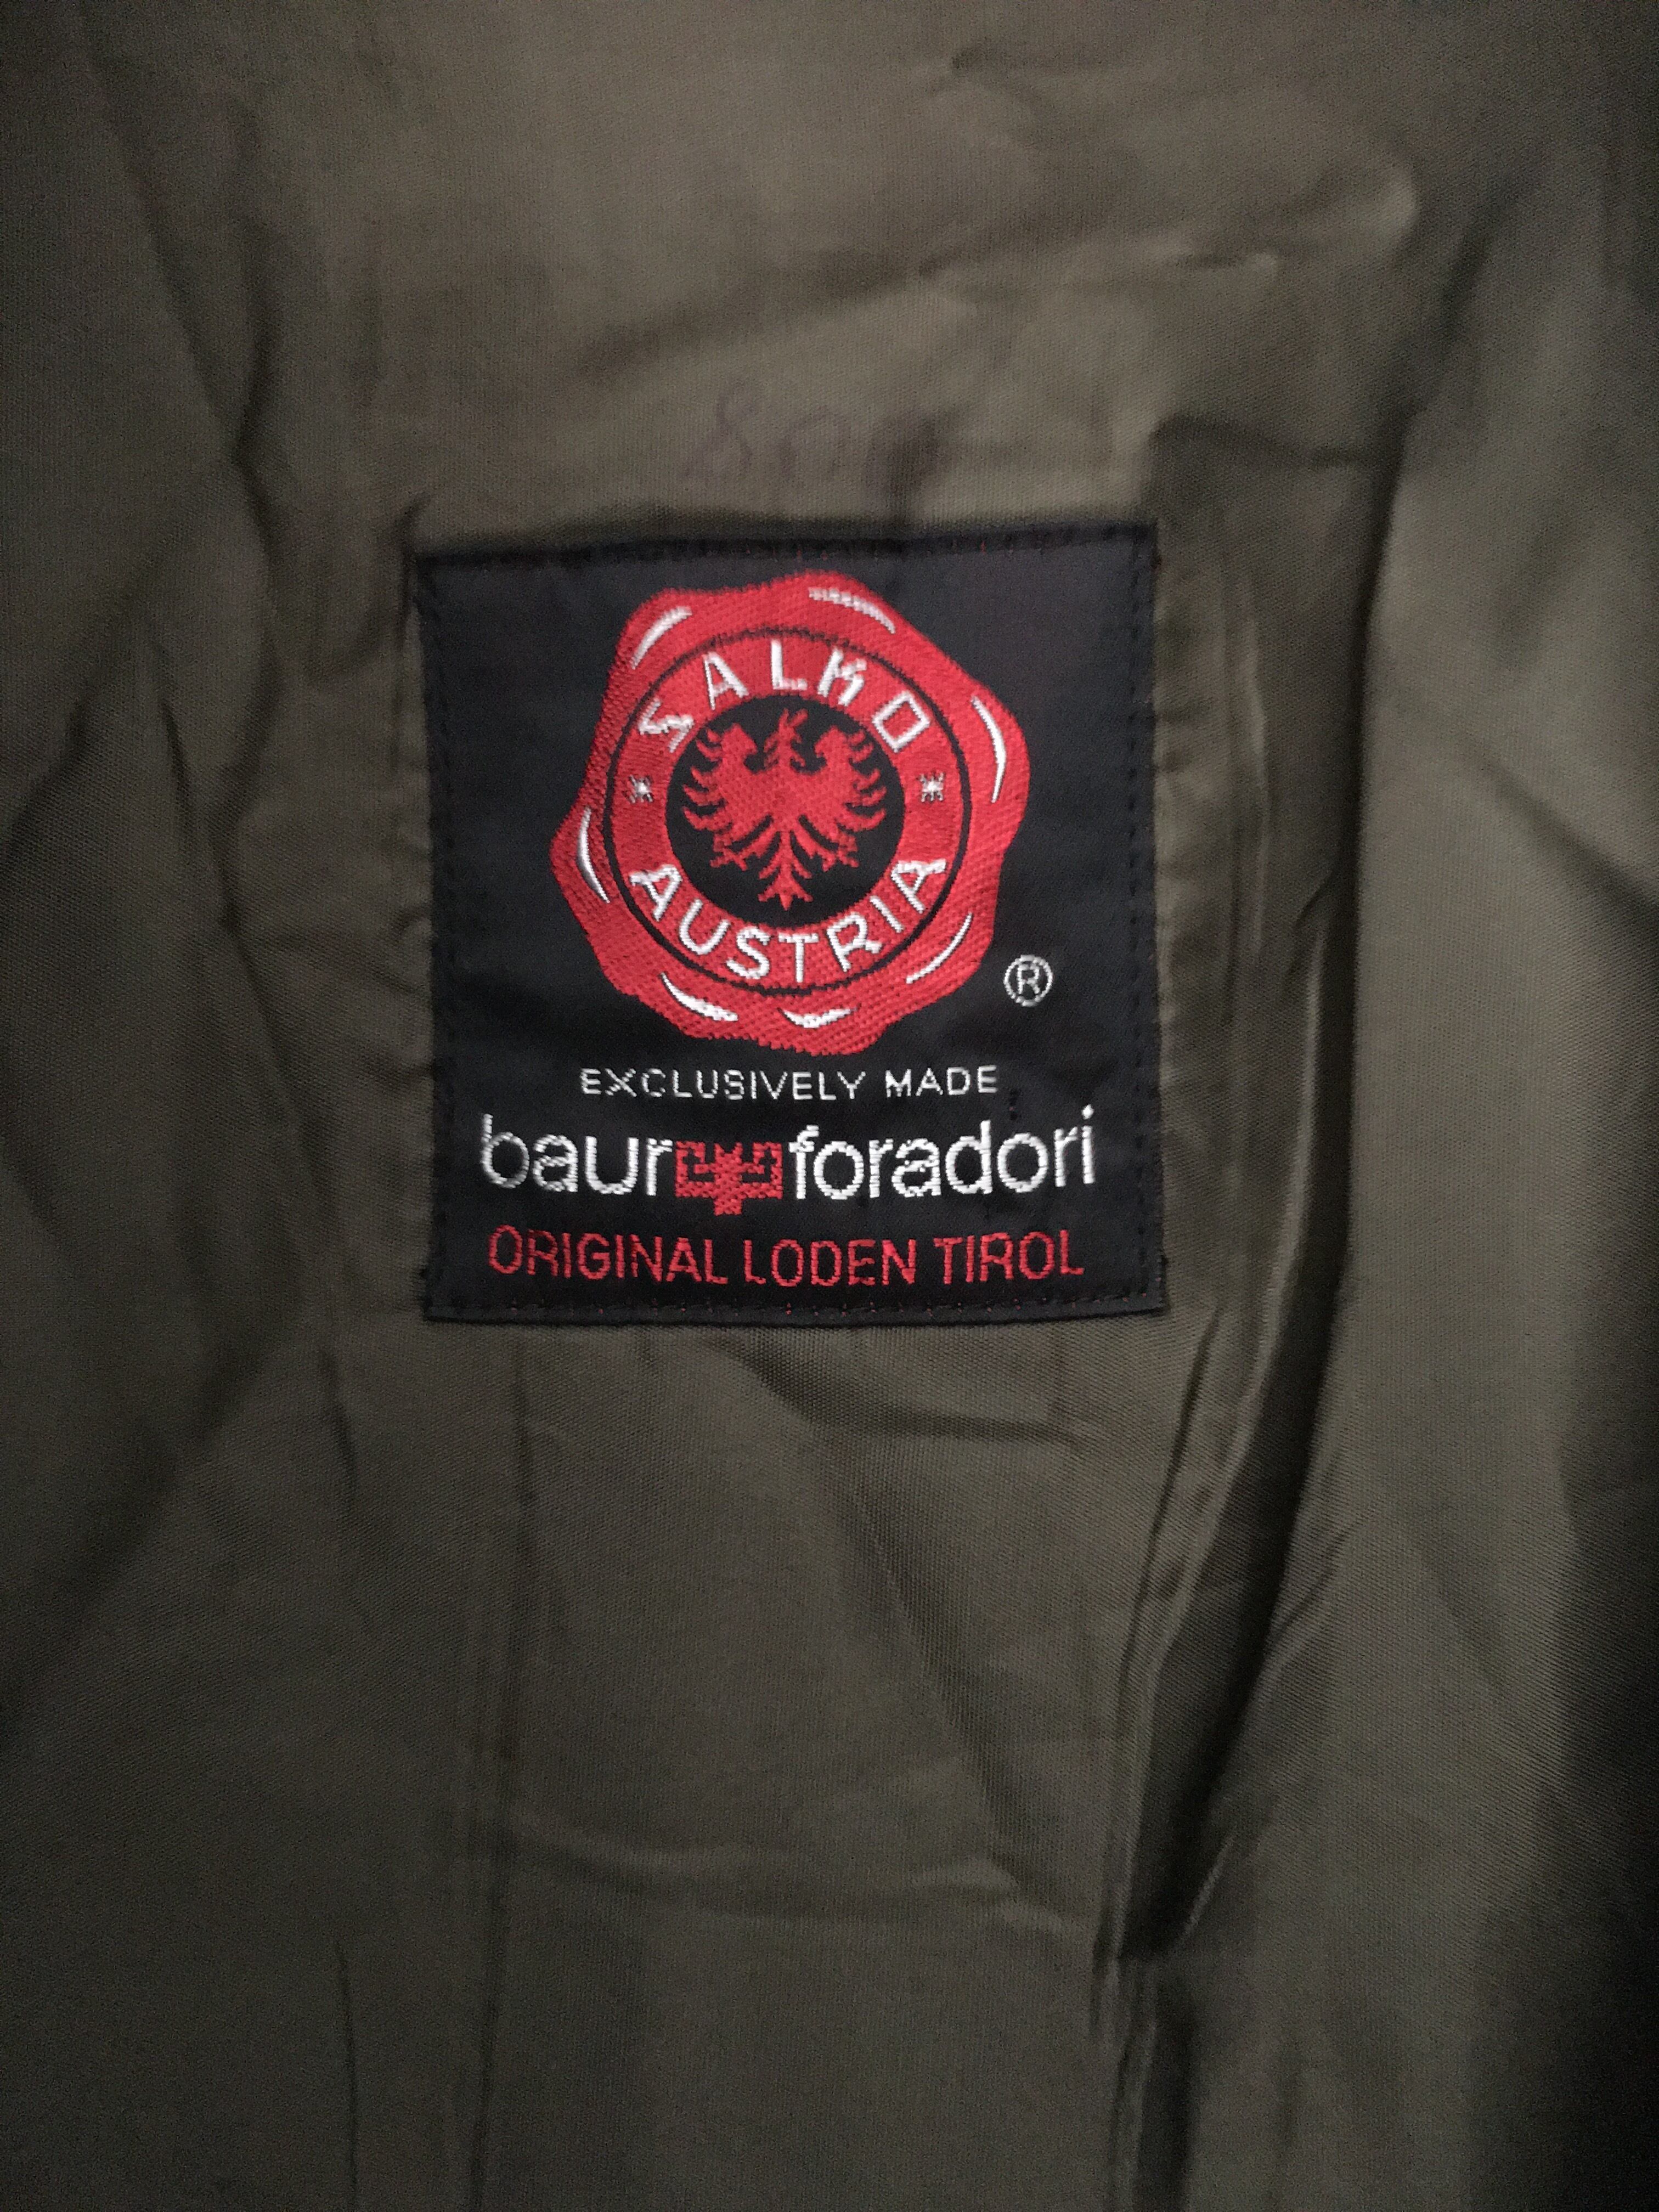 SALKO
AUSTRIA
®
EXCLUSIVELY MADE
baur foradori
ORIGINAL LODEN TIROL